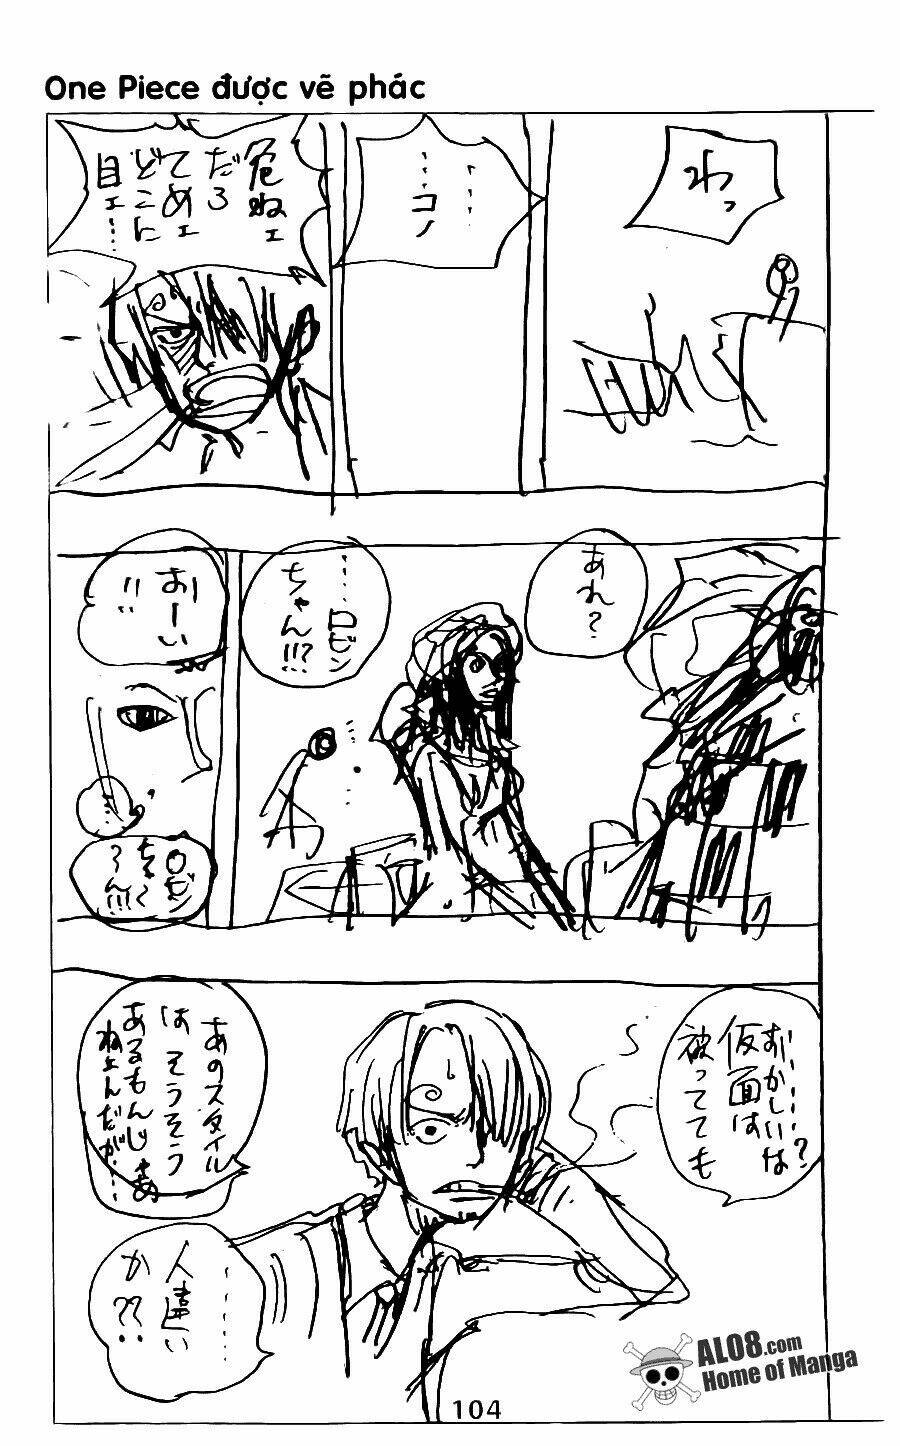 One Piece được vẽ phác
わっ
……コノ
危ねェ
だろ
てめェ
どこに
目ェ…
あれ?
……ロビン
ちゃん!!?
おーい
!!
ロビン
ちゃ〜
〜ん!!!
おかしいな…?
仮面は
被っても
あのスタイル
はそうそう
あるもんじゃあ
ねェんだが…
……
人違い
か??
104
ALO8.com
Home of Manga